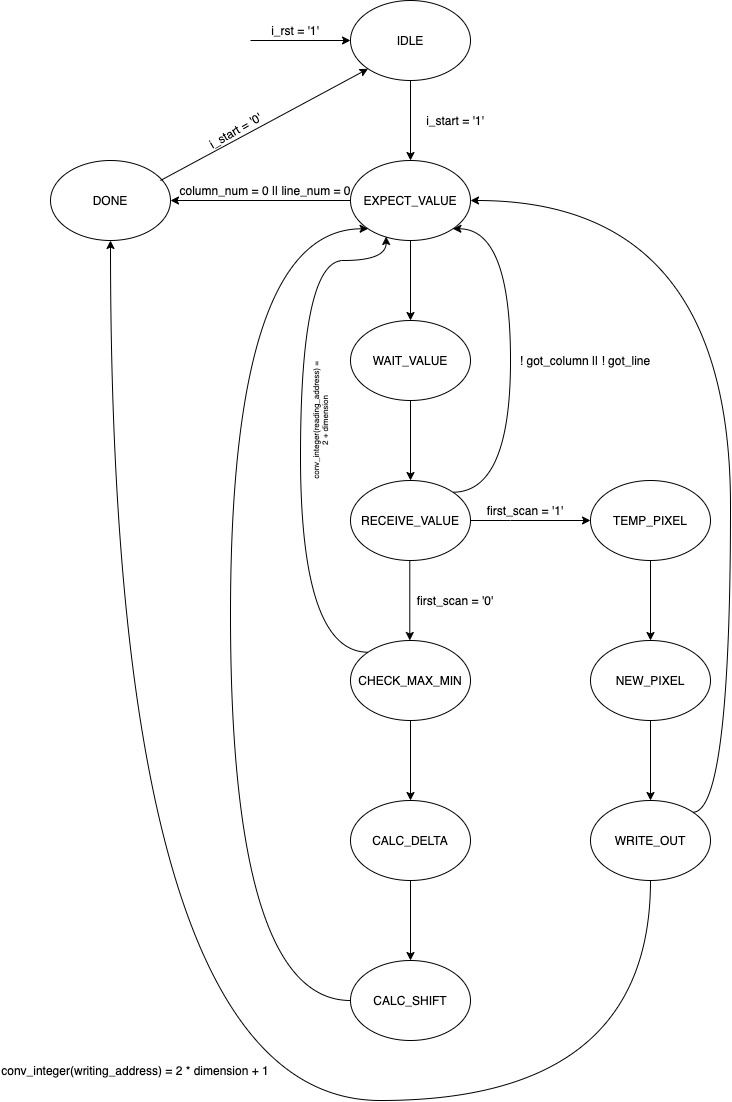 i_rst = '1'
IDLE
i_start = '0'
i_start = '1'
DONE
column_num = 0 || line_num = 0
EXPECT_VALUE
WAIT_VALUE
! got_column || ! got_line
conv_integer(reading_address) =
2 + dimension
RECEIVE_VALUE
first_scan = '1'
TEMP_PIXEL
first_scan = '0'
CHECK_MAX_MIN
NEW_PIXEL
CALC_DELTA
WRITE_OUT
CALC_SHIFT
conv_integer(writing_address) = 2 * dimension + 1